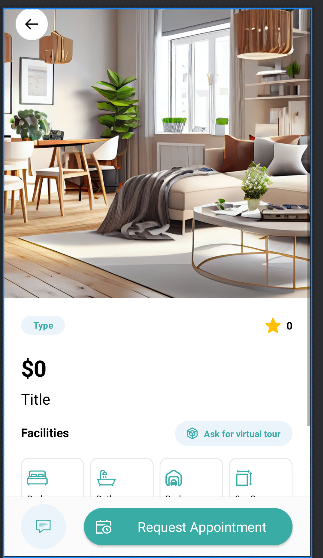 Type
0
$0
Title
Facilities
Ask for virtual tour
Request Appointment